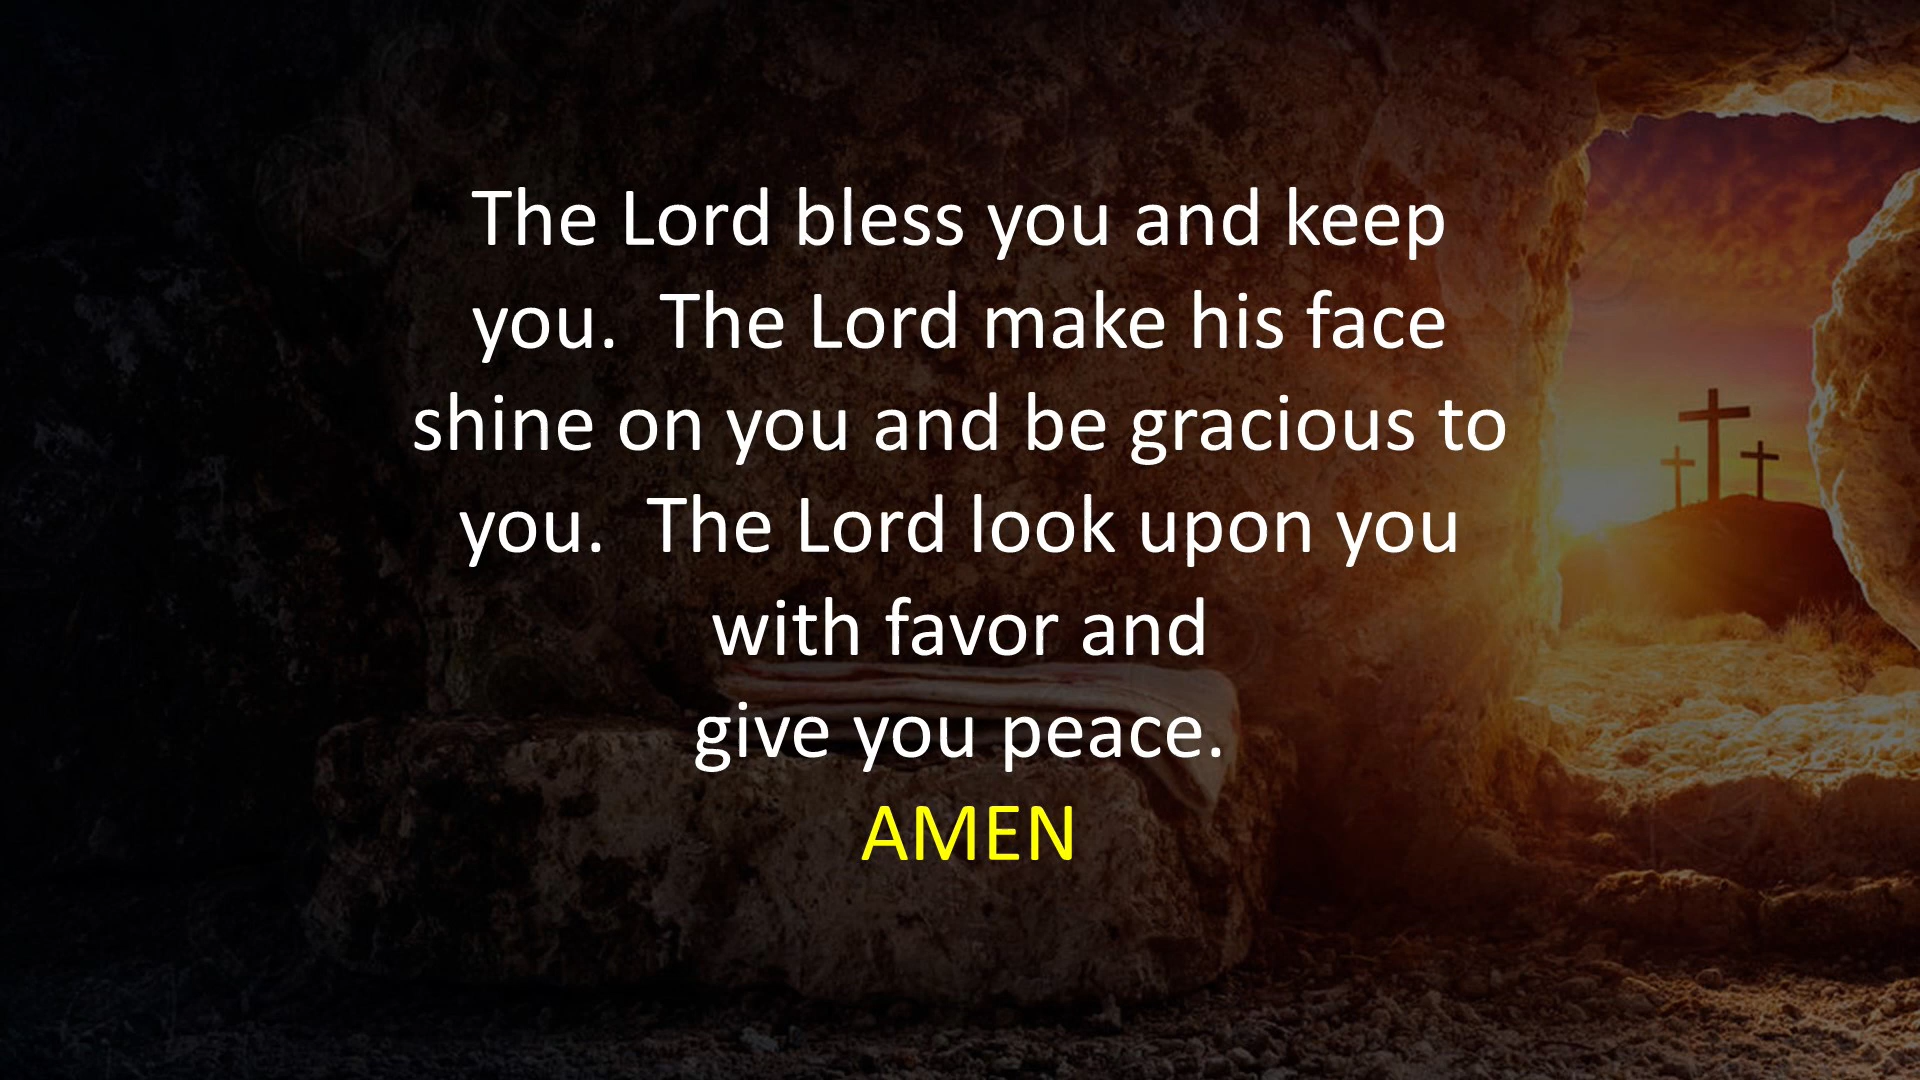 The Lord bless you and keep
you.  The Lord make his face
shine on you and be gracious to
you.  The Lord look upon you
with favor and
give you peace.
AMEN